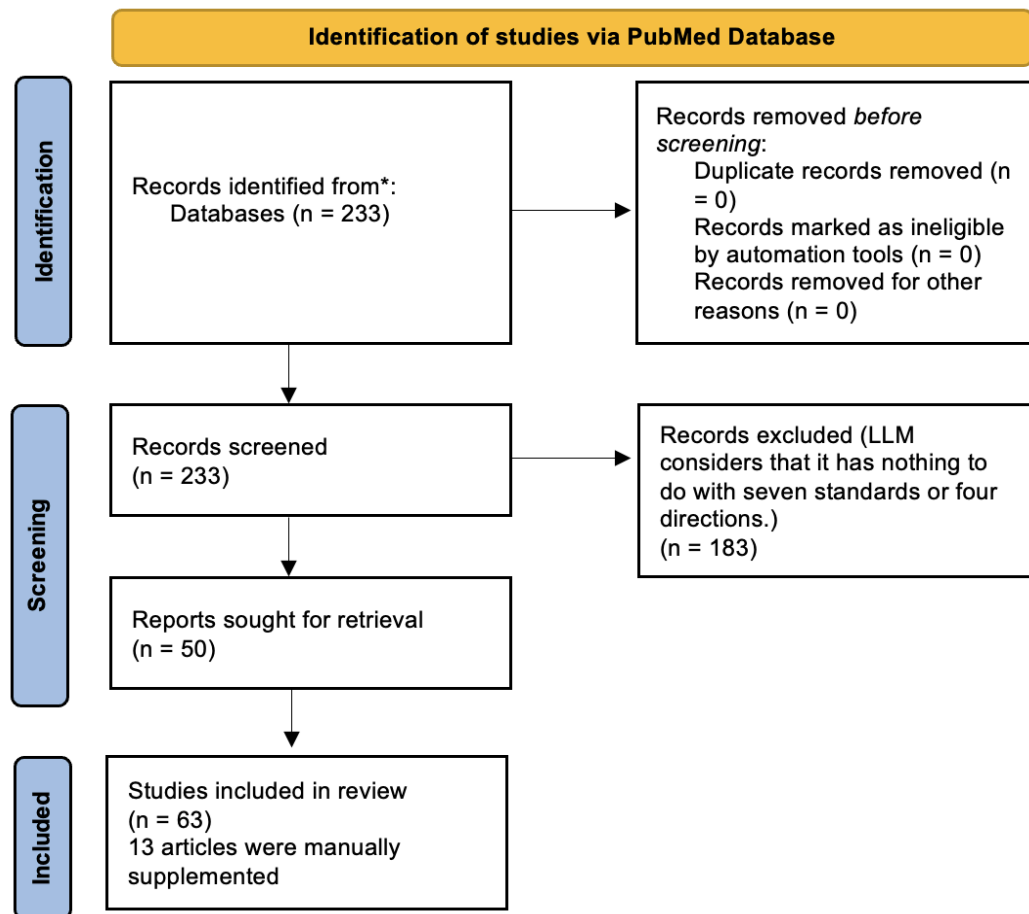 Identification of studies via PubMed Database
Identification
Records identified from*:
Databases (n = 233)
Records removed before
screening:
Duplicate records removed (n
= 0)
Records marked as ineligible
by automation tools (n = 0)
Records removed for other
reasons (n = 0)
Screening
Records screened
(n = 233)
Records excluded (LLM
considers that it has nothing to
do with seven standards or four
directions.)
(n = 183)
Reports sought for retrieval
(n = 50)
Included
Studies included in review
(n = 63)
13 articles were manually
supplemented